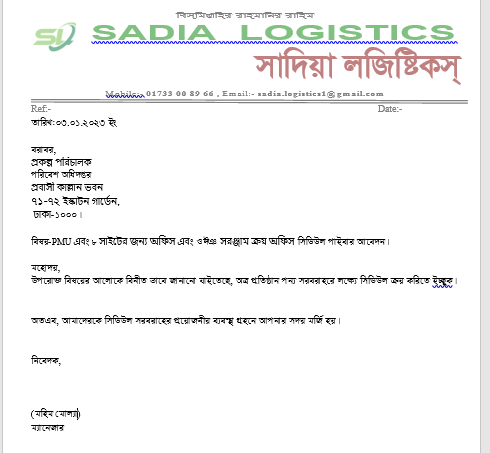 বিসমিল্লাহির রাহমানির রাহিম
SADIA LOGISTICS
সাদিয়া লজিষ্টিকস্
Mobile:- 01733 00 89 66 , Email:- sadia.logistics1@gmail.com
Ref:- Date:-
তারিখ:০৩.০১.২০২৩ ইং
বরাবর,
প্রকল্প পরিচালক
পরিবেশ অধিদপ্তর
প্রবাসী কাল্লান ভবন
৭১-৭২ ইস্কাটন গার্ডেন,
ঢাকা-১০০০।
বিষয়-PMU এবং ৮ সাইটের জন্য অফিস এবং ওঈঞ সরঞ্জাম ক্রয় অফিস সিডিউল পাইবার আবেদন।
মহোদয়,
উপরোক্ত বিষয়ের আলোকে বিনীত ভাবে জানানো যাইতেছে, অত্র প্রতিষ্ঠান পন্য সরবরাহরে লক্ষ্যে সিডিউল ক্রয় করিতে ইচ্ছুক।
অতএব, আমাদেরকে সিডিউল সরবরাহের প্রয়োজনীয় ব্যবস্থ গ্রহনে আপনার সদয় মর্জি হয়।
নিবেদক,
(মহিম মোল্যা)
ম্যানেজার